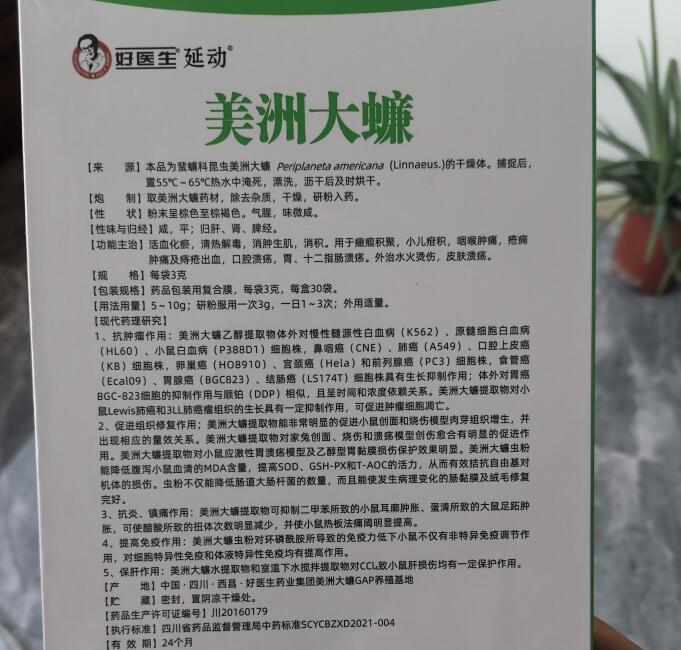 好医生® 延动®
美洲大蠊
【来 源】本品为蜚蠊科昆虫美洲大蠊 Periplaneta americana (Linnaeus.)的干燥体。捕捉后，
置55℃~65℃热水中淹死，漂洗，沥干后及时烘干。
【炮 制】取美洲大蠊药材，除去杂质，干燥，研粉入药。
【性 状】粉末呈棕色至棕褐色。气腥，味微咸。
【性味与归经】咸，平；归肝、肾、脾经。
【功能主治】活血化瘀，清热解毒，消肿生肌，消积。用于癥瘕积聚，小儿疳积，咽喉肿痛，疮痈
肿痛及痔疮出血，口腔溃疡，胃、十二指肠溃疡。外治水火烫伤，皮肤溃疡。
【规 格】每袋3克
【包装规格】药品包装用复合膜，每袋3克，每盒30袋。
【用法用量】5~10g；研粉服用一次3g，一日1~3次；外用适量。
【现代药理研究】
1、抗肿瘤作用：美洲大蠊乙醇提取物体外对慢性髓源性白血病（K562）、原髓细胞白血病
（HL60）、小鼠白血病（P388D1）细胞株，鼻咽癌（CNE）、肺癌（A549）、口腔上皮癌
（KB）细胞株，卵巢癌（HO8910）、宫颈癌（Hela）和前列腺癌（PC3）细胞株，食管癌
（Ecal09）、胃腺癌（BGC823）、结肠癌（LS174T）细胞株具有生长抑制作用；体外对胃癌
BGC-823细胞的抑制作用与顺铂（DDP）相似，且呈时间和浓度依赖关系。美洲大蠊提取物对小
鼠Lewis肺癌和3LL肺癌瘤组织的生长具有一定抑制作用，可促进肿瘤细胞凋亡。
2、促进组织修复作用；美洲大蠊提取物能非常明显的促进小鼠创面和烧伤模型肉芽组织增生，并
出现相应的量效关系。美洲大蠊提取物对家兔创面、烧伤和溃疡模型创伤愈合有明显的促进作
用。美洲大蠊提取物对小鼠应激性胃溃疡模型及乙醇型胃黏膜损伤保护效果明显。美洲大蠊虫粉
能降低腹泻小鼠血清的MDA含量，提高SOD、GSH-PX和T-AOC的活力，从而有效拮抗自由基对
机体的损伤。虫粉不仅能降低肠道大肠杆菌的数量，而且能使发生病理变化的肠黏膜及绒毛修复
完好。
3、抗炎、镇痛作用：美洲大蠊提取物可抑制二甲苯所致的小鼠耳廓肿胀、蛋清所致的大鼠足跖肿
胀，可使醋酸所致的扭体次数明显减少，并使小鼠热板法痛阈明显提高。
4、提高免疫作用：美洲大蠊虫粉对环磷酰胺所导致的免疫力低下小鼠不仅有非特异免疫调节作
用，对细胞特异性免疫和体液特异性免疫均有提高作用。
5、保肝作用：美洲大蠊水提取物和室温下水搅拌提取物对CCL₄致小鼠肝损伤均有一定保护作用。
【产 地】中国·四川·西昌·好医生药业集团美洲大蠊GAP养殖基地
【贮 藏】密封，置阴凉干燥处。
【药品生产许可证编号】川20160179
【执行标准】四川省药品监督管理局中药标准SCYCBZXD2021-004
【有 效 期】24个月